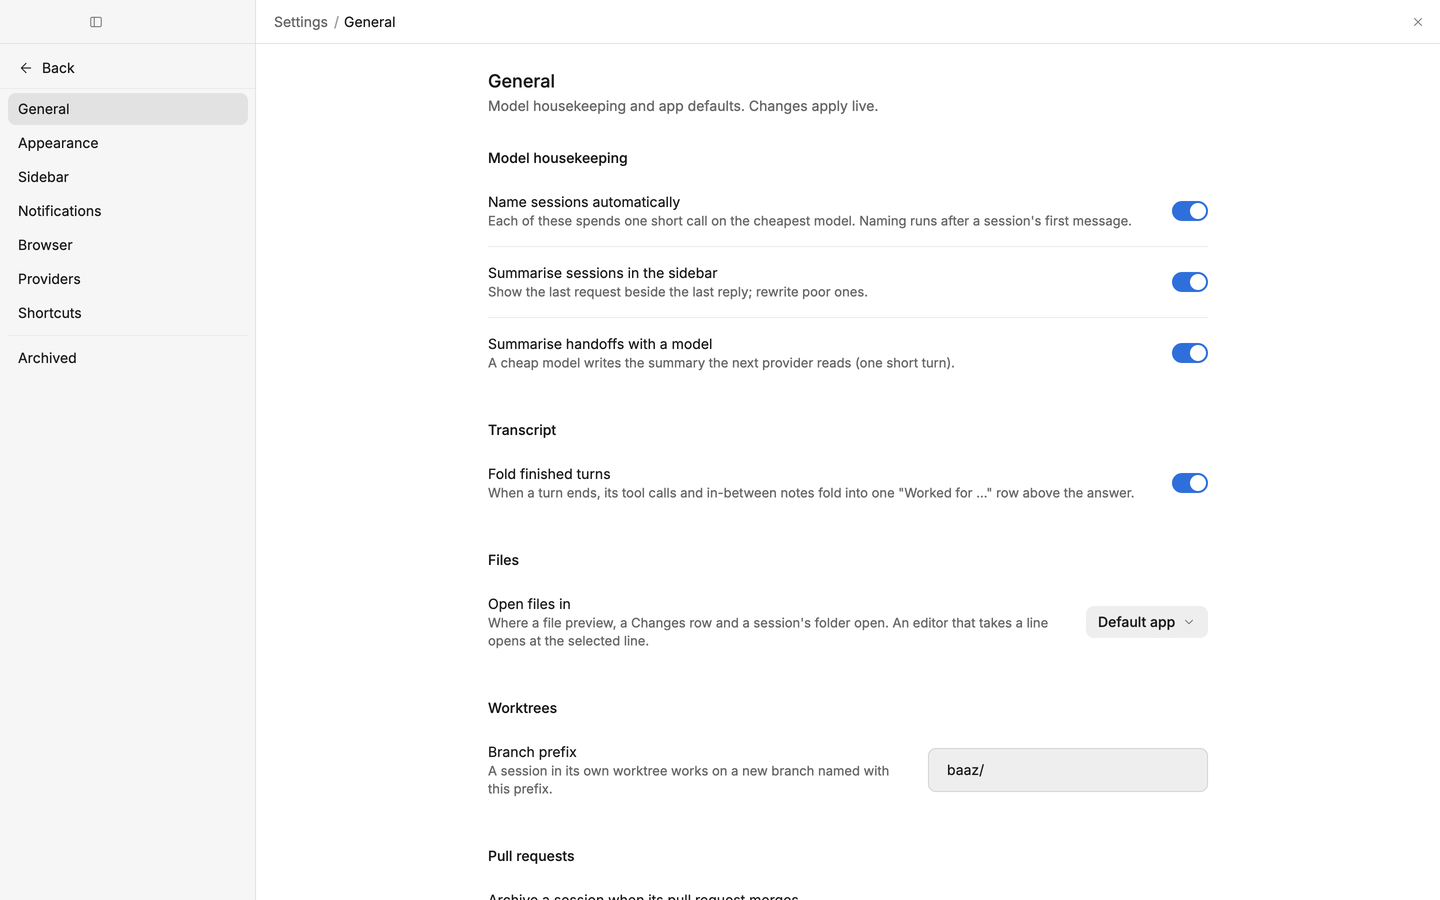 Settings / General
Back
General
Appearance
Sidebar
Notifications
Browser
Providers
Shortcuts
Archived
General
Model housekeeping and app defaults. Changes apply live.
Model housekeeping
Name sessions automatically
Each of these spends one short call on the cheapest model. Naming runs after a session's first message.
Summarise sessions in the sidebar
Show the last request beside the last reply; rewrite poor ones.
Summarise handoffs with a model
A cheap model writes the summary the next provider reads (one short turn).
Transcript
Fold finished turns
When a turn ends, its tool calls and in-between notes fold into one "Worked for ..." row above the answer.
Files
Open files in
Where a file preview, a Changes row and a session's folder open. An editor that takes a line
opens at the selected line.
Default app
Worktrees
Branch prefix
A session in its own worktree works on a new branch named with
this prefix.
baaz/
Pull requests
Archive a session when its pull request merges